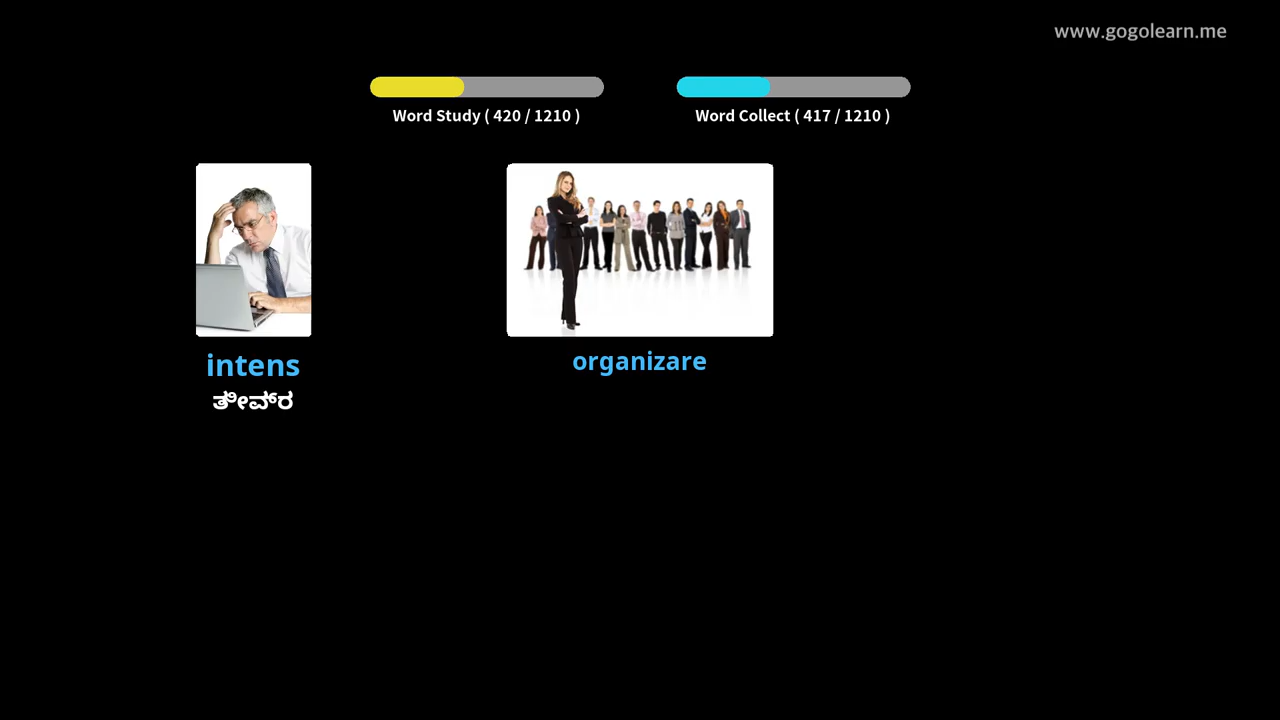 www.gogolearn.me
Word Study ( 420 / 1210 )
Word Collect ( 417 / 1210 )
intens
ತೀವ್ರ
organizare